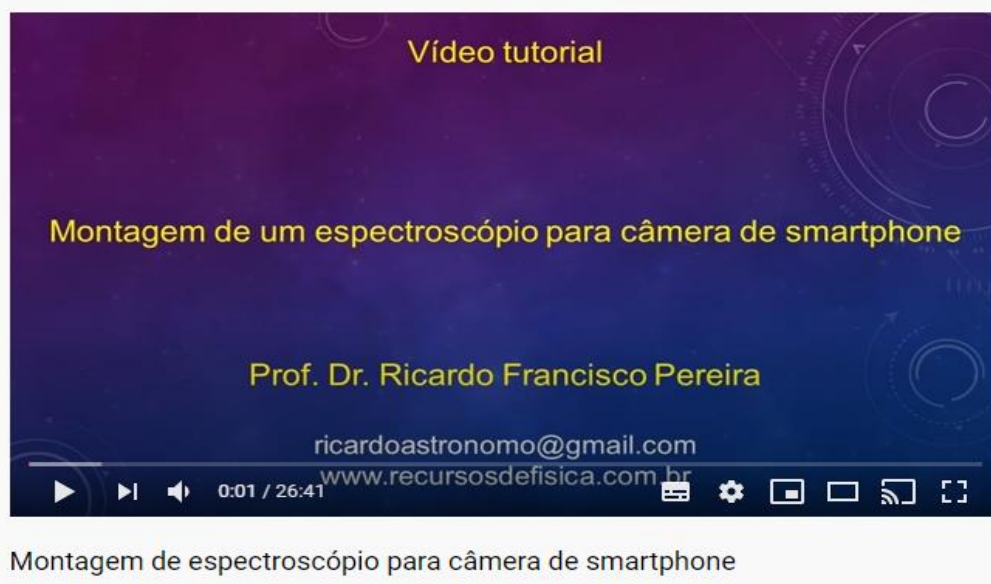 Vídeo tutorial
Montagem de um espectroscópio para câmera de smartphone
Prof. Dr. Ricardo Francisco Pereira
ricardoastronomo@gmail.com
www.recursosdefisica.com.br
0:01 / 26:41
Montagem de espectroscópio para câmera de smartphone